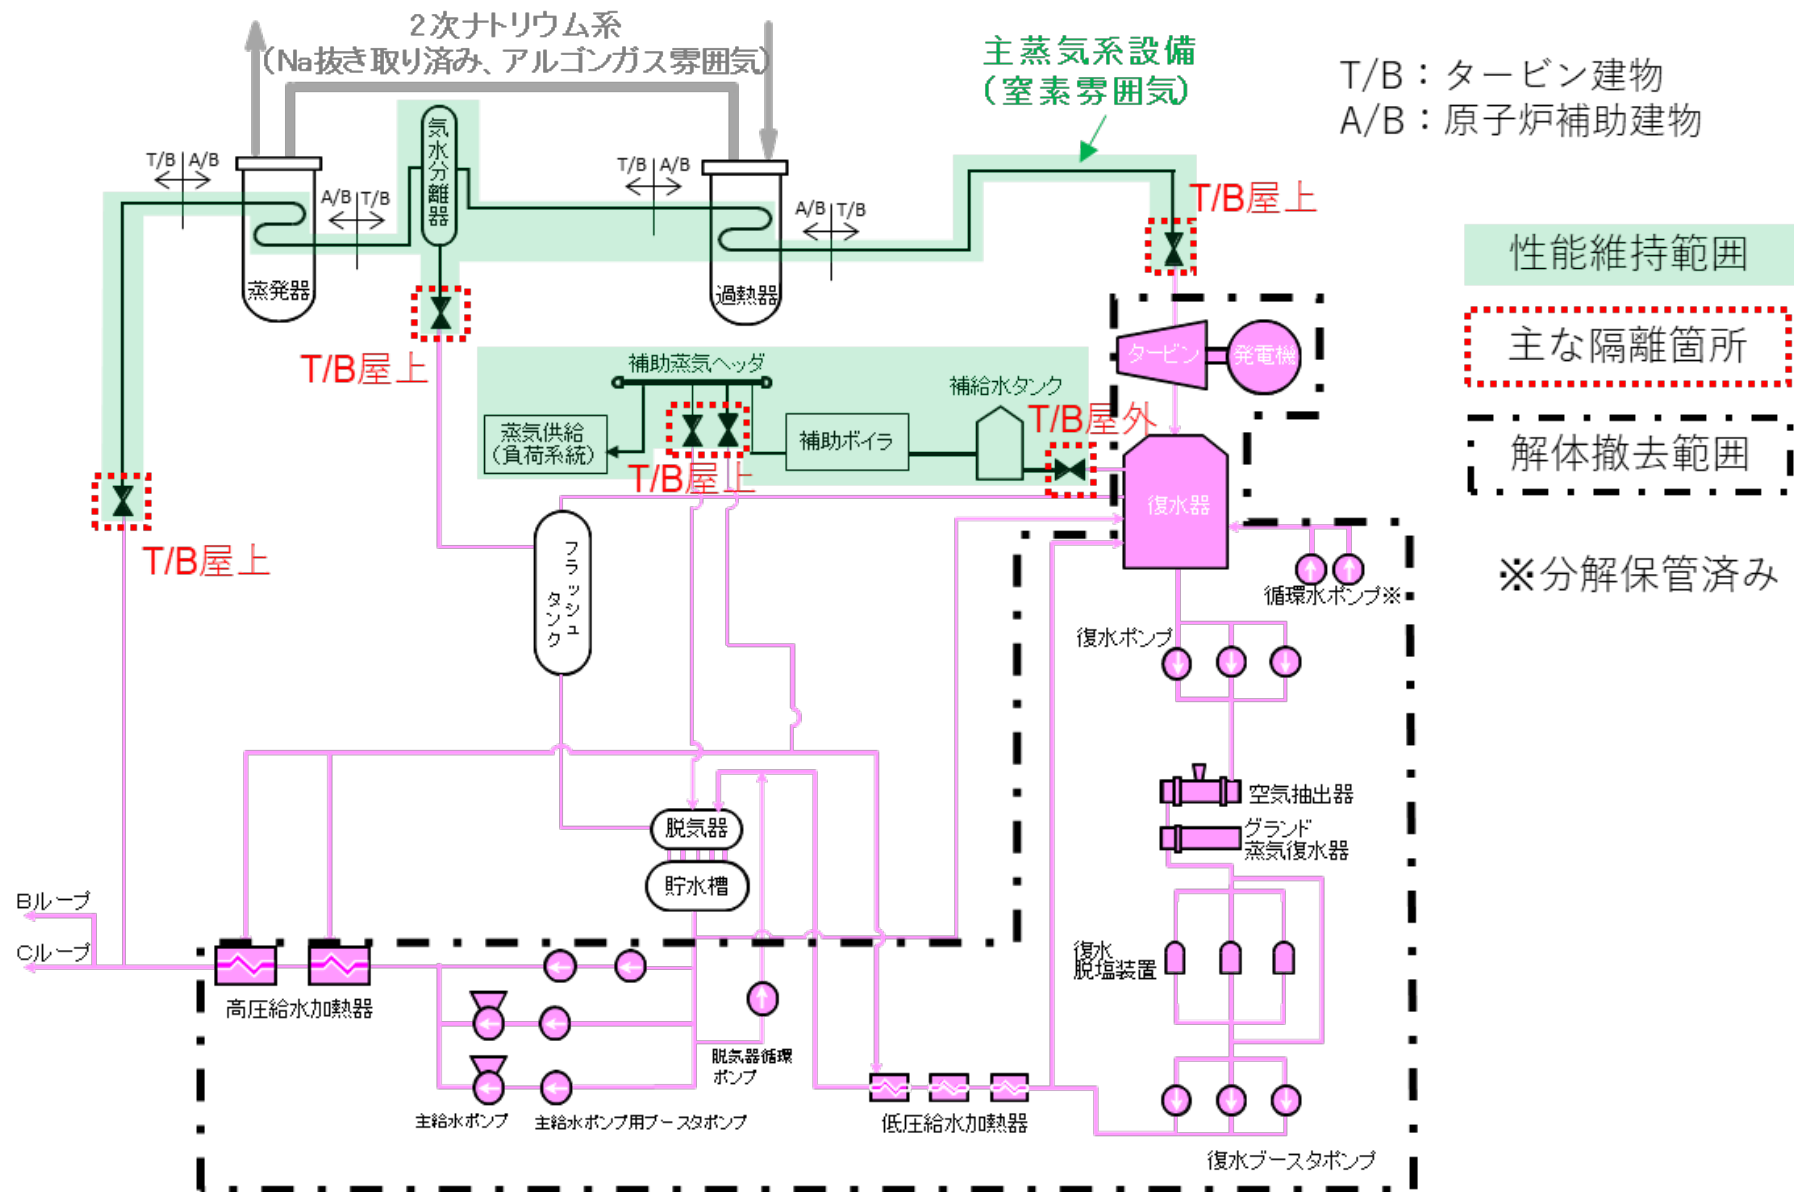 2次ナトリウム系
(Na抜き取り済み、アルゴンガス雰囲気)
主蒸気系設備
(窒素雰囲気)
T/B：タービン建物
A/B：原子炉補助建物
気水分離器
T/B A/B
A/B T/B
T/B A/B
A/B T/B
T/B屋上
蒸発器
過熱器
性能維持範囲
主な隔離箇所
解体撤去範囲
※分解保管済み
T/B屋上
補助蒸気ヘッダ
補給水タンク
タービン
発電機
蒸気供給
(負荷系統)
補助ボイラ
T/B屋外
T/B屋上
復水器
T/B屋上
フラッシュ
タンク
循環水ポンプ※
復水ポンプ
空気抽出器
グランド
蒸気復水器
脱気器
貯水槽
Bループ
Cループ
復水
脱塩装置
高圧給水加熱器
脱気器循環
ポンプ
主給水ポンプ
主給水ポンプ用ブースタポンプ
低圧給水加熱器
復水ブースタポンプ